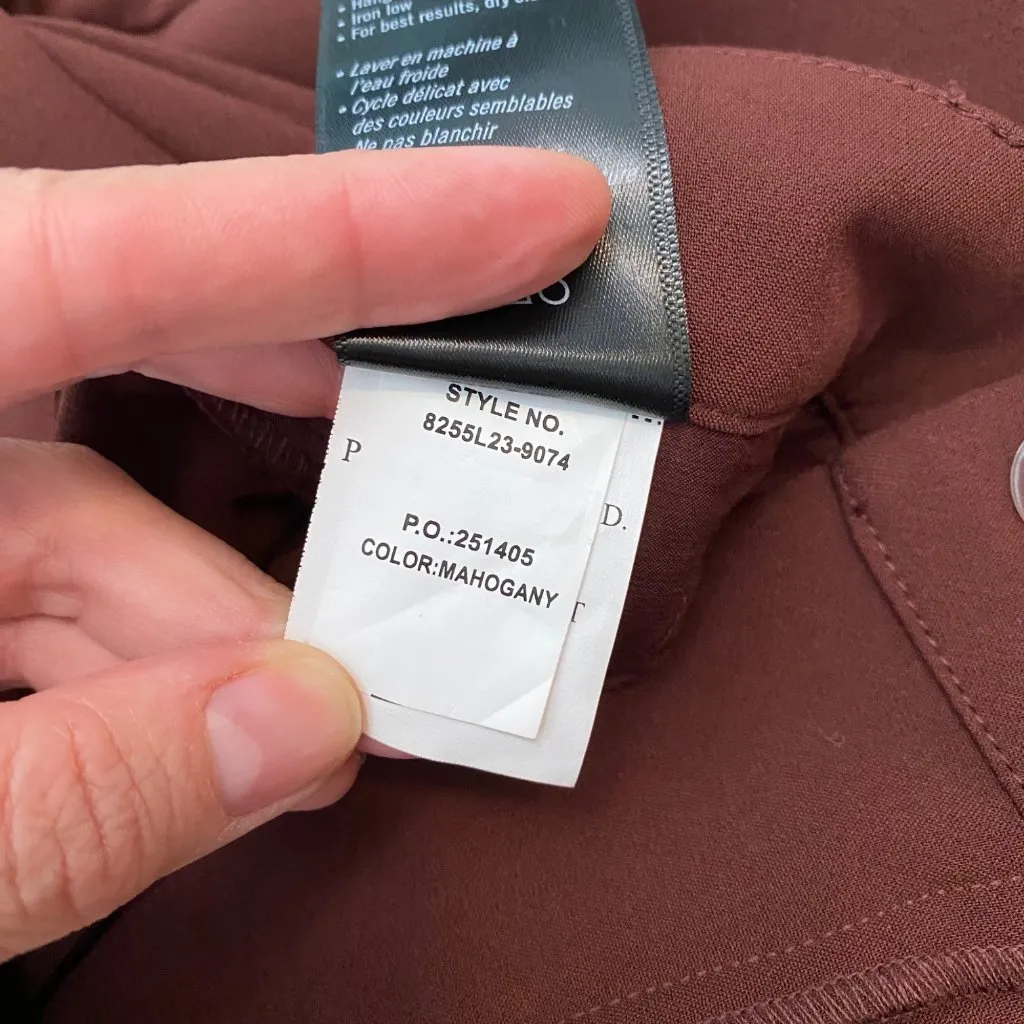 • Iron low
• For best results, dry
• Laver en machine à
l'eau froide
• Cycle délicat avec
des couleurs semblables
Ne pas blanchir
STYLE NO.
8255L23-9074
P
D.
P.O.:251405
COLOR:MAHOGANY
T